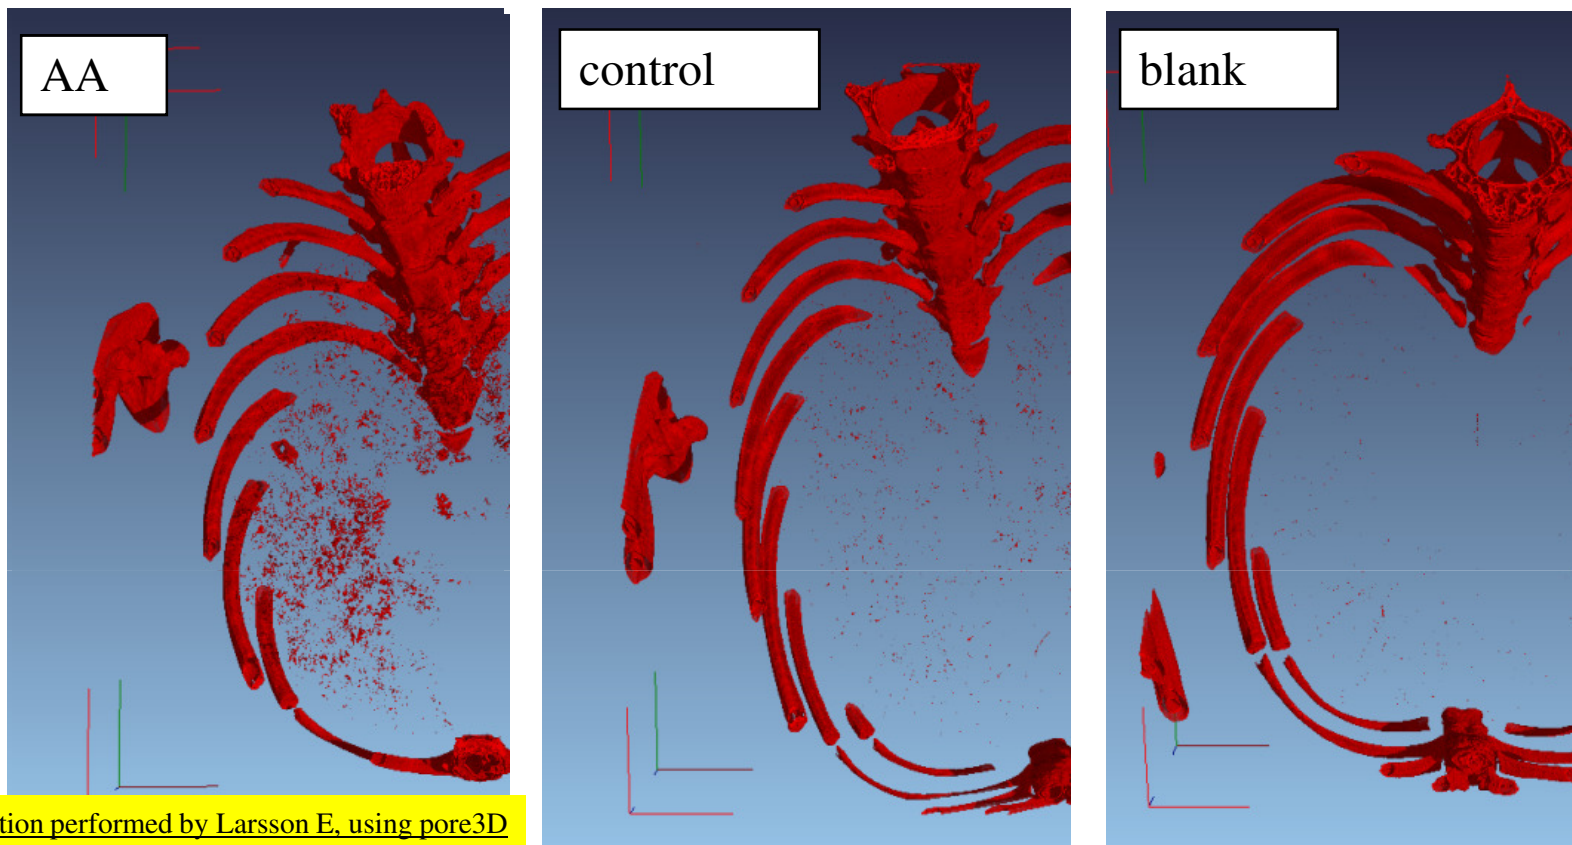 AA
control
blank
tion performed by Larsson E, using pore3D